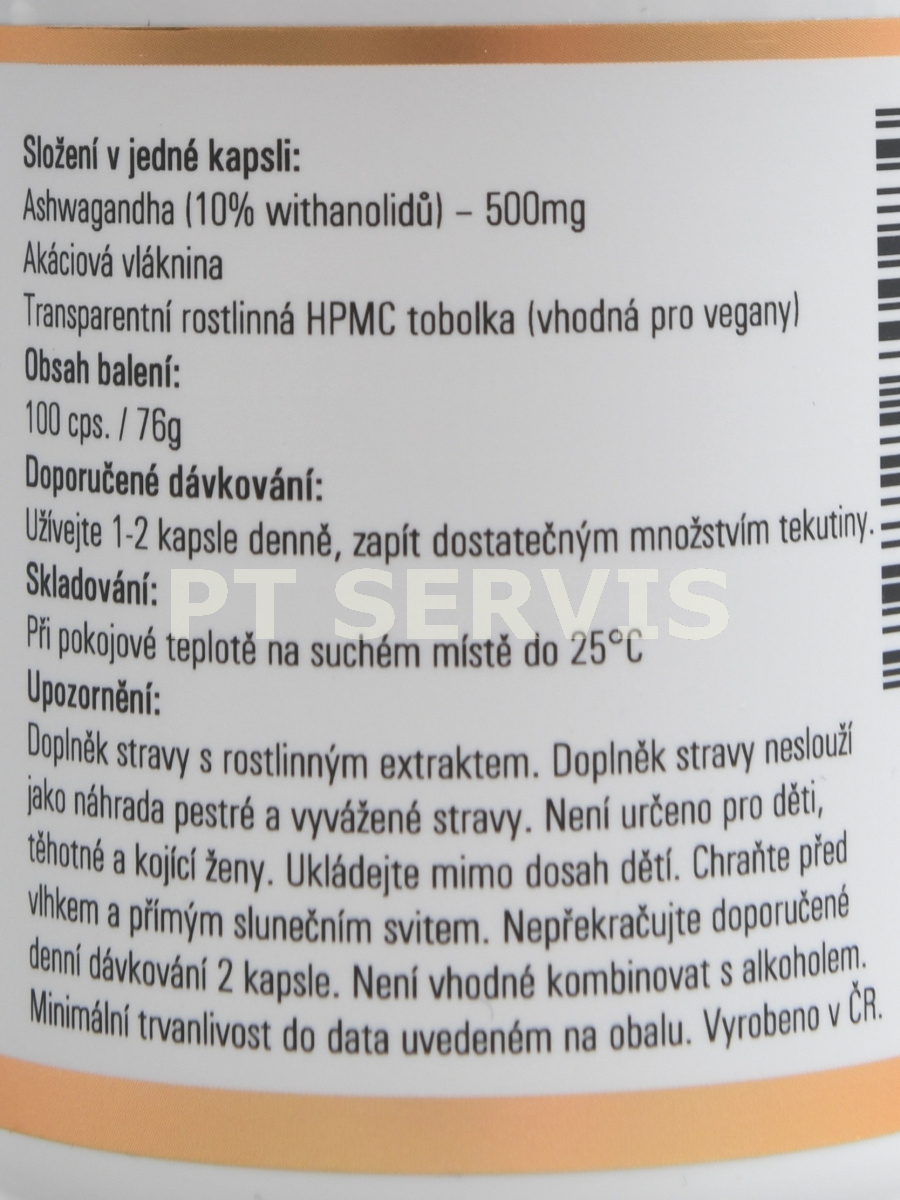 Složení v jedné kapsli:
Ashwagandha (10% withanolidů) – 500mg
Akáciová vláknina
Transparentní rostlinná HPMC tobolka (vhodná pro vegany)
Obsah balení:
100 cps. / 76g
Doporučené dávkování:
Užívejte 1-2 kapsle denně, zapít dostatečným množstvím tekutiny.
Skladování:
PT SERVIS
Při pokojové teplotě na suchém místě do 25°C
Upozornění:
Doplněk stravy s rostlinným extraktem. Doplněk stravy neslouží
jako náhrada pestré a vyvážené stravy. Není určeno pro děti,
těhotné a kojící ženy. Ukládejte mimo dosah dětí. Chraňte před
vlhkem a přímým slunečním svitem. Nepřekračujte doporučené
denní dávkování 2 kapsle. Není vhodné kombinovat s alkoholem.
Minimální trvanlivost do data uvedeném na obalu. Vyrobeno v ČR.